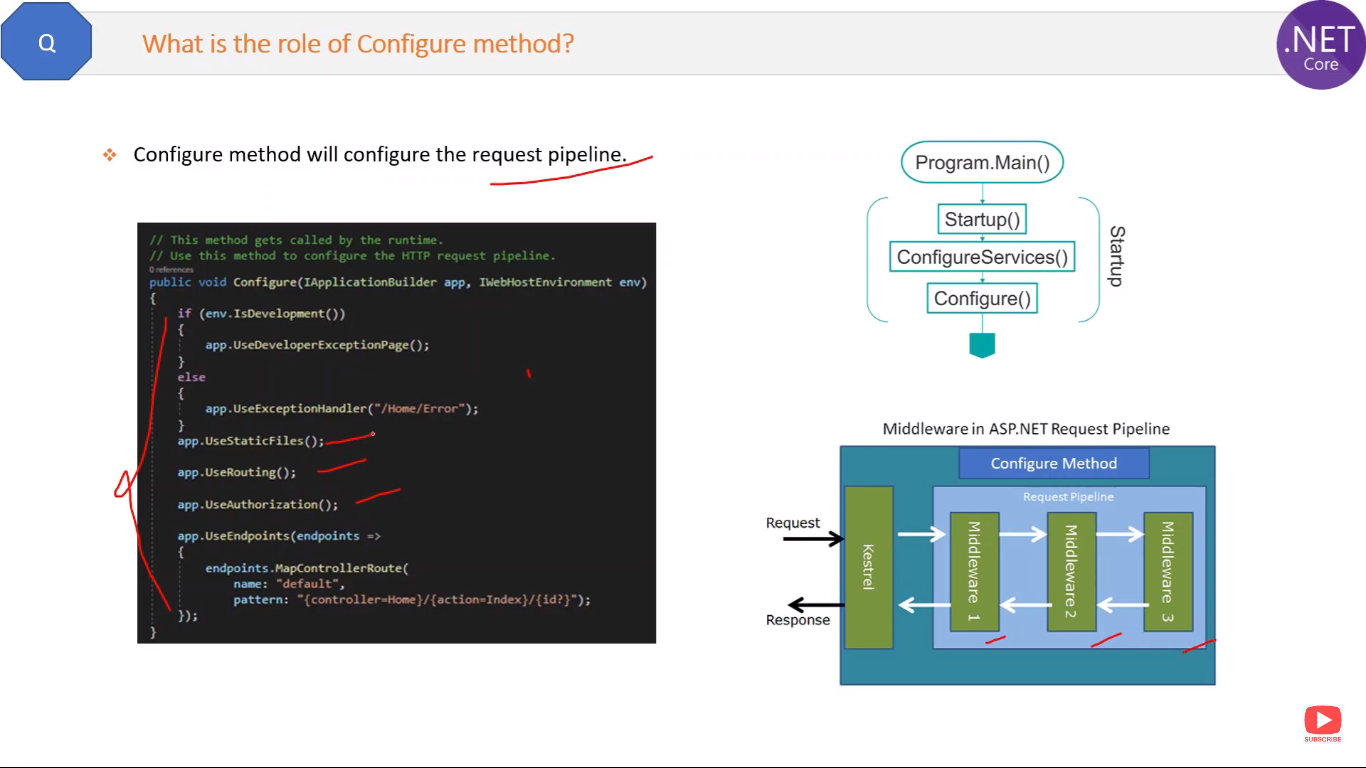 Q
What is the role of Configure method?
.NET
Core
Configure method will configure the request pipeline.
// This method gets called by the runtime.
// Use this method to configure the HTTP request pipeline.
0 references
public void Configure(IApplicationBuilder app, IWebHostEnvironment env)
{
if (env.IsDevelopment())
{
app.UseDeveloperExceptionPage();
}
else
{
app.UseExceptionHandler("/Home/Error");
}
app.UseStaticFiles();
app.UseRouting();
app.UseAuthorization();
app.UseEndpoints(endpoints =>
{
endpoints.MapControllerRoute(
name: "default",
pattern: "{controller=Home}/{action=Index}/{id?}");
});
}
Program.Main()
Startup()
ConfigureServices()
Configure()
Startup
Middleware in ASP.NET Request Pipeline
Configure Method
Request Pipeline
Request
Response
Kestrel
Middleware 1
Middleware 2
Middleware 3
SUBSCRIBE